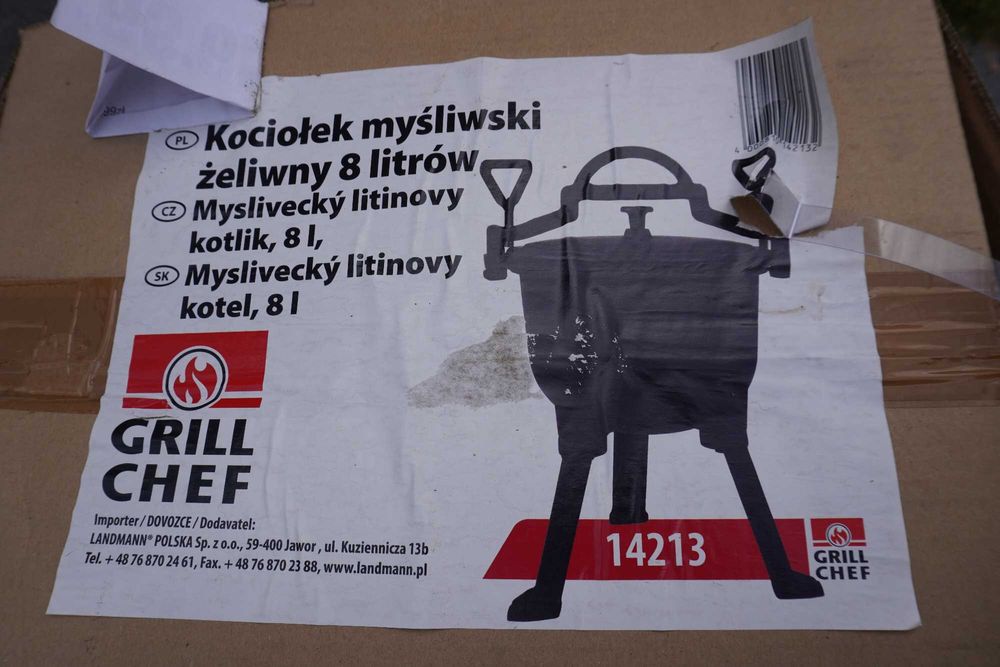 99zł
PL Kociołek myśliwski
żeliwny 8 litrów
CZ Myslivecký litinovy
kotlik, 8 l,
SK Myslivecký litinovy
kotel, 8 l
142132
GRILL
CHEF
Importer / DOVOZCE / Dodavatel:
LANDMANN® POLSKA Sp. z o.o., 59-400 Jawor , ul. Kuziennicza 13b
Tel. + 48 76 870 24 61, Fax. + 48 76 870 23 88, www.landmann.pl
14213
GRILL
CHEF